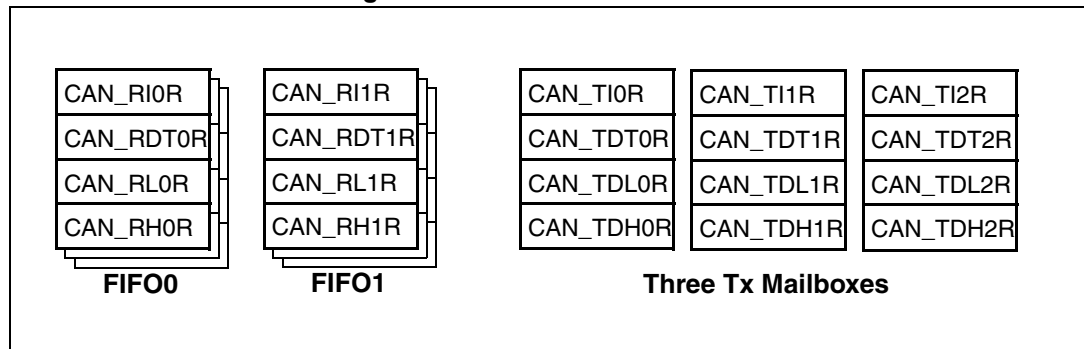 CAN_RI0R CAN_RI1R CAN_TI0R CAN_TI1R CAN_TI2R
CAN_RDT0R CAN_RDT1R CAN_TDT0R CAN_TDT1R CAN_TDT2R
CAN_RL0R CAN_RL1R CAN_TDL0R CAN_TDL1R CAN_TDL2R
CAN_RH0R CAN_RH1R CAN_TDH0R CAN_TDH1R CAN_TDH2R
FIFO0 FIFO1 Three Tx Mailboxes